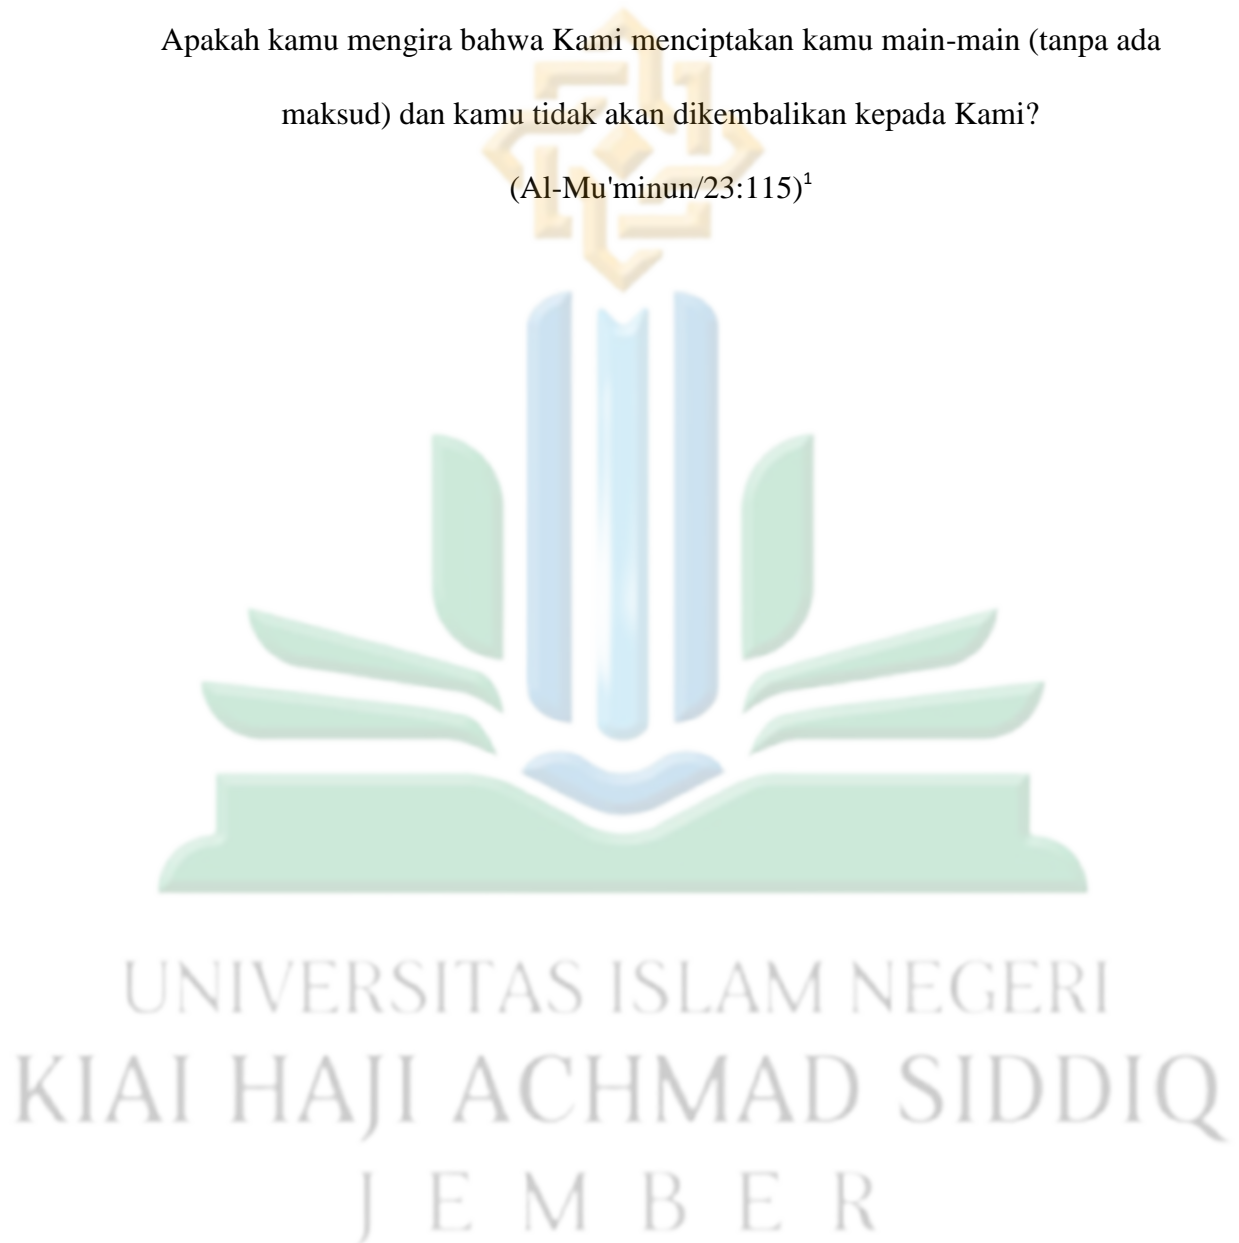 Apakah kamu mengira bahwa Kami menciptakan kamu main-main (tanpa ada
maksud) dan kamu tidak akan dikembalikan kepada Kami?
(Al-Mu'minun/23:115)¹
UNIVERSITAS ISLAM NEGERI
KIAI HAJI ACHMAD SIDDIQ
JEMBER